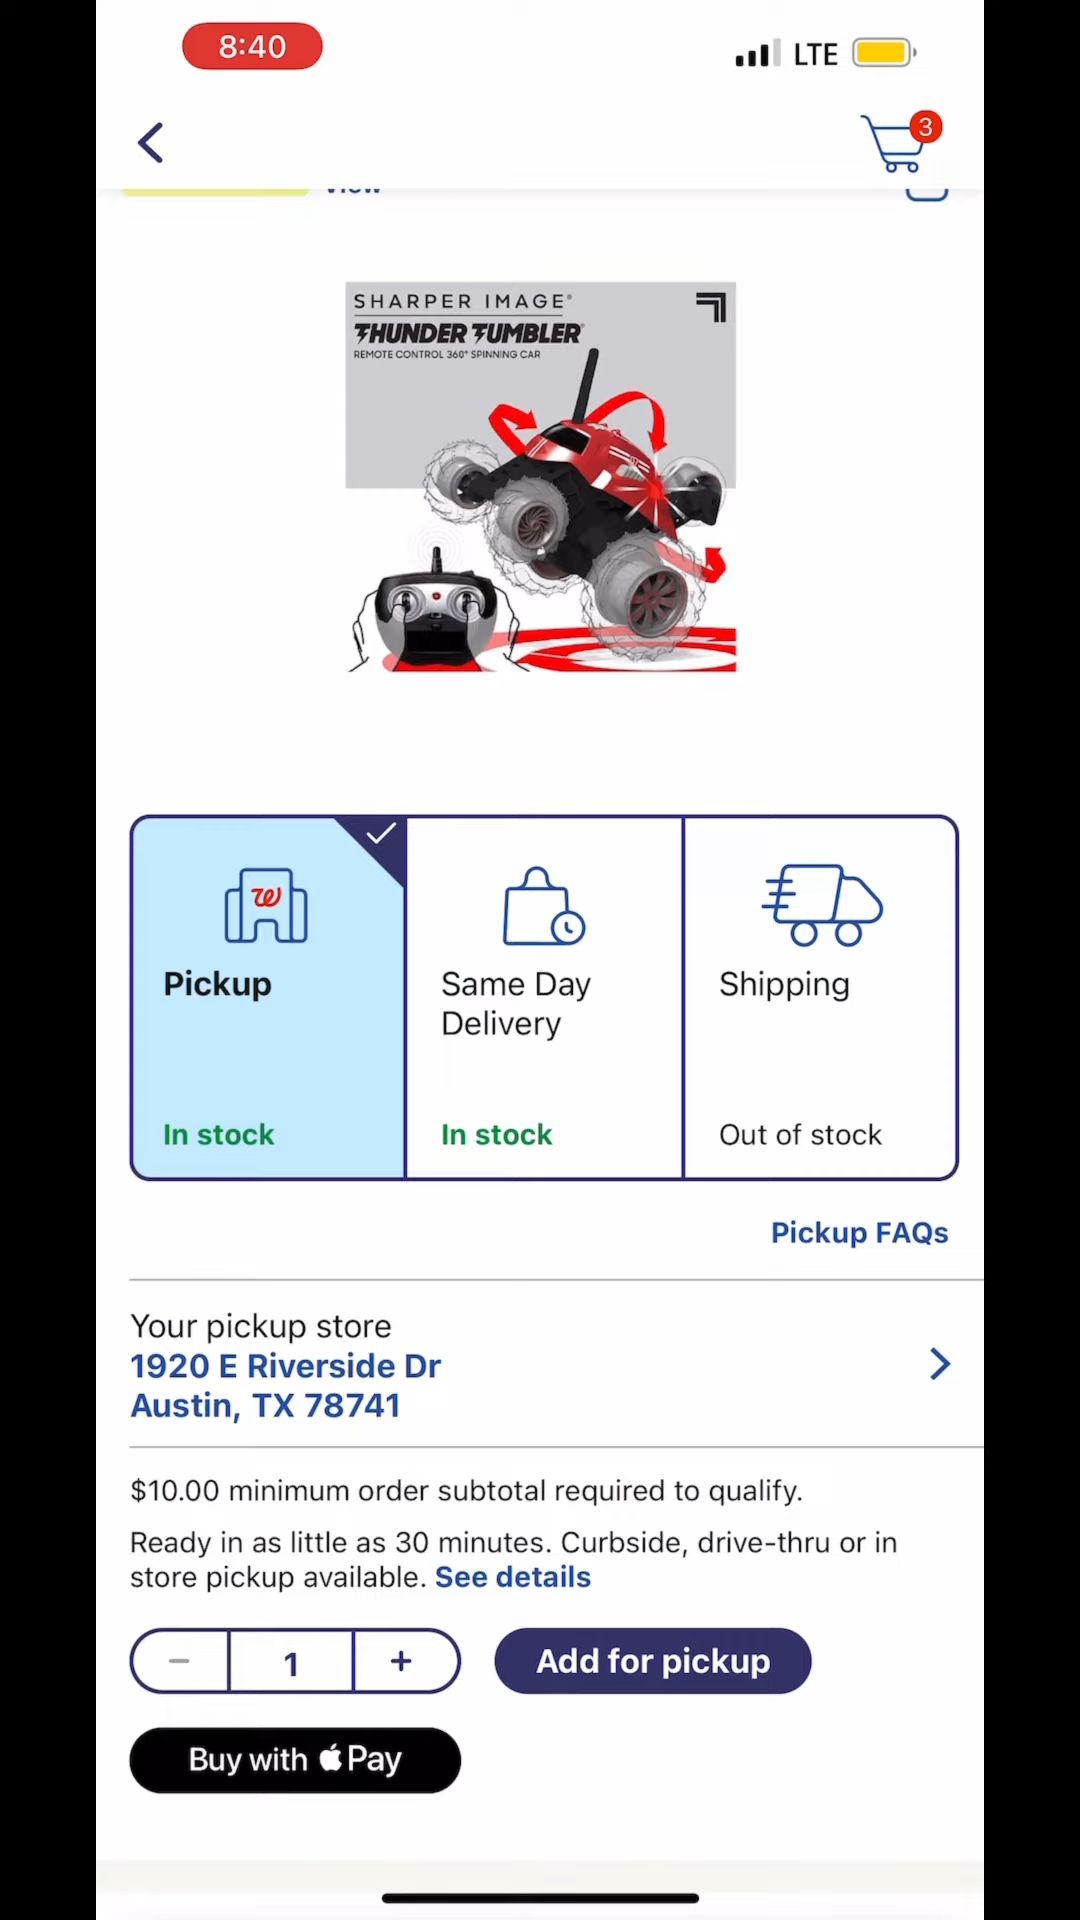 8:40
LTE
3
View
SHARPER IMAGE®
THUNDER TUMBLER
REMOTE CONTROL 360° SPINNING CAR
W
Pickup
In stock
Same Day
Delivery
In stock
Shipping
Out of stock
Pickup FAQs
Your pickup store
1920 E Riverside Dr
Austin, TX 78741
$10.00 minimum order subtotal required to qualify.
Ready in as little as 30 minutes. Curbside, drive-thru or in
store pickup available. See details
− 1 +
Add for pickup
Buy with Pay